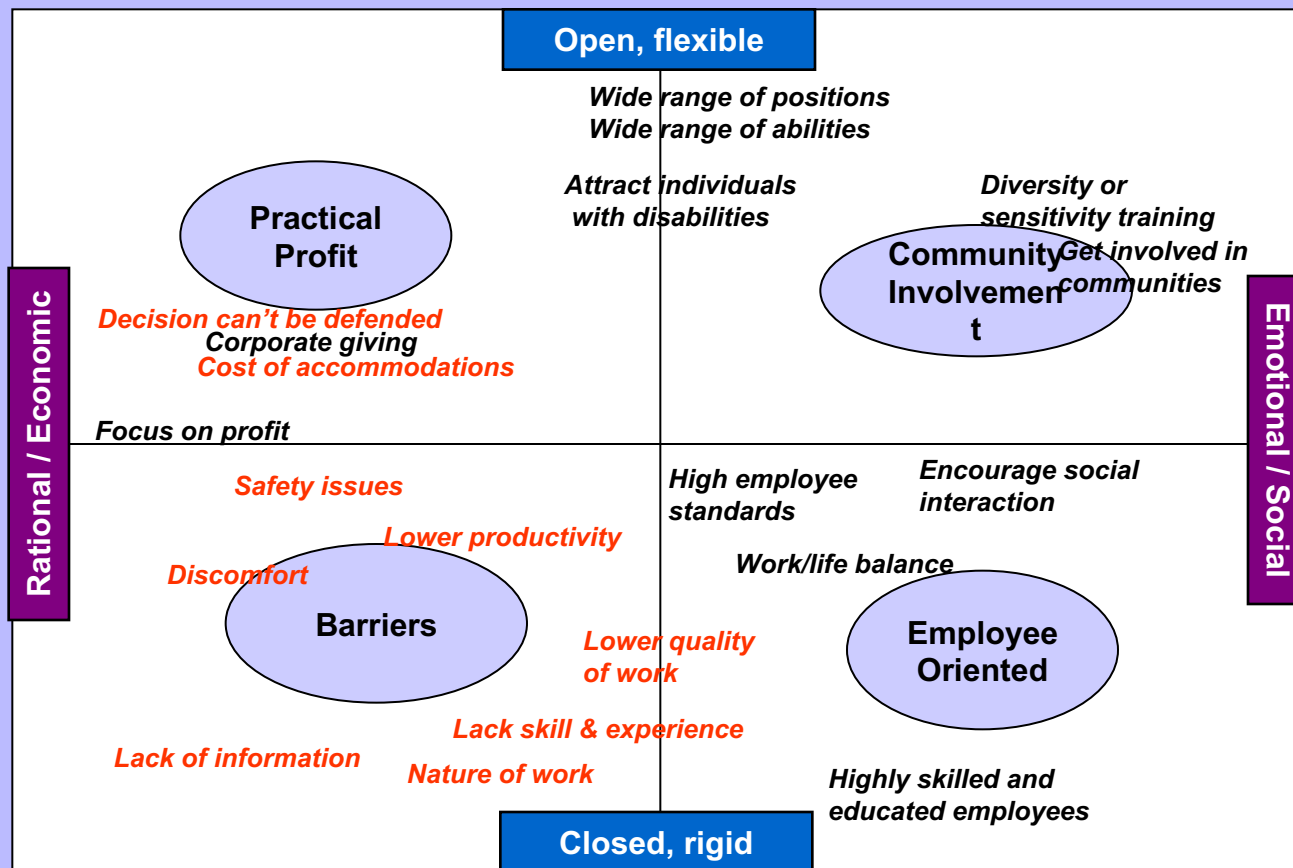 Open, flexible
Wide range of positions
Wide range of abilities
Attract individuals
with disabilities
Diversity or
sensitivity training
Practical
Profit
Community
Involvemen
t
Get involved in
communities
Rational / Economic
Emotional / Social
Decision can’t be defended
Corporate giving
Cost of accommodations
Focus on profit
Safety issues
High employee
standards
Encourage social
interaction
Lower productivity
Discomfort
Work/life balance
Barriers
Lower quality
of work
Employee
Oriented
Lack skill & experience
Lack of information
Nature of work
Highly skilled and
educated employees
Closed, rigid